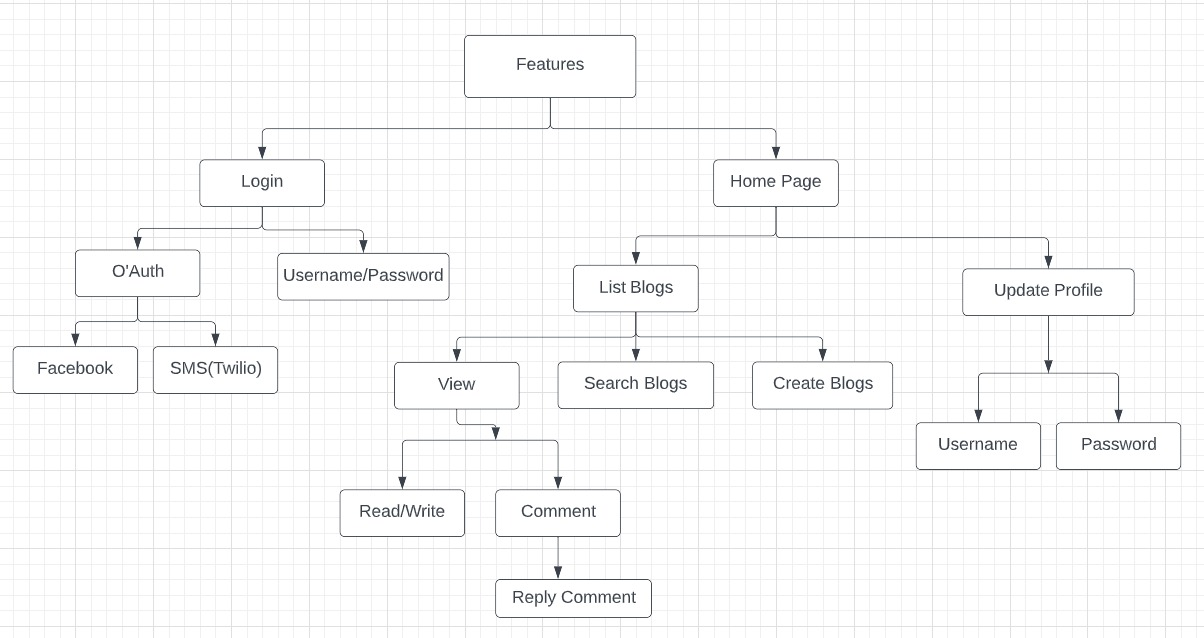 Features
Login
Home Page
O'Auth
Username/Password
List Blogs
Update Profile
Facebook
SMS(Twilio)
View
Search Blogs
Create Blogs
Username
Password
Read/Write
Comment
Reply Comment